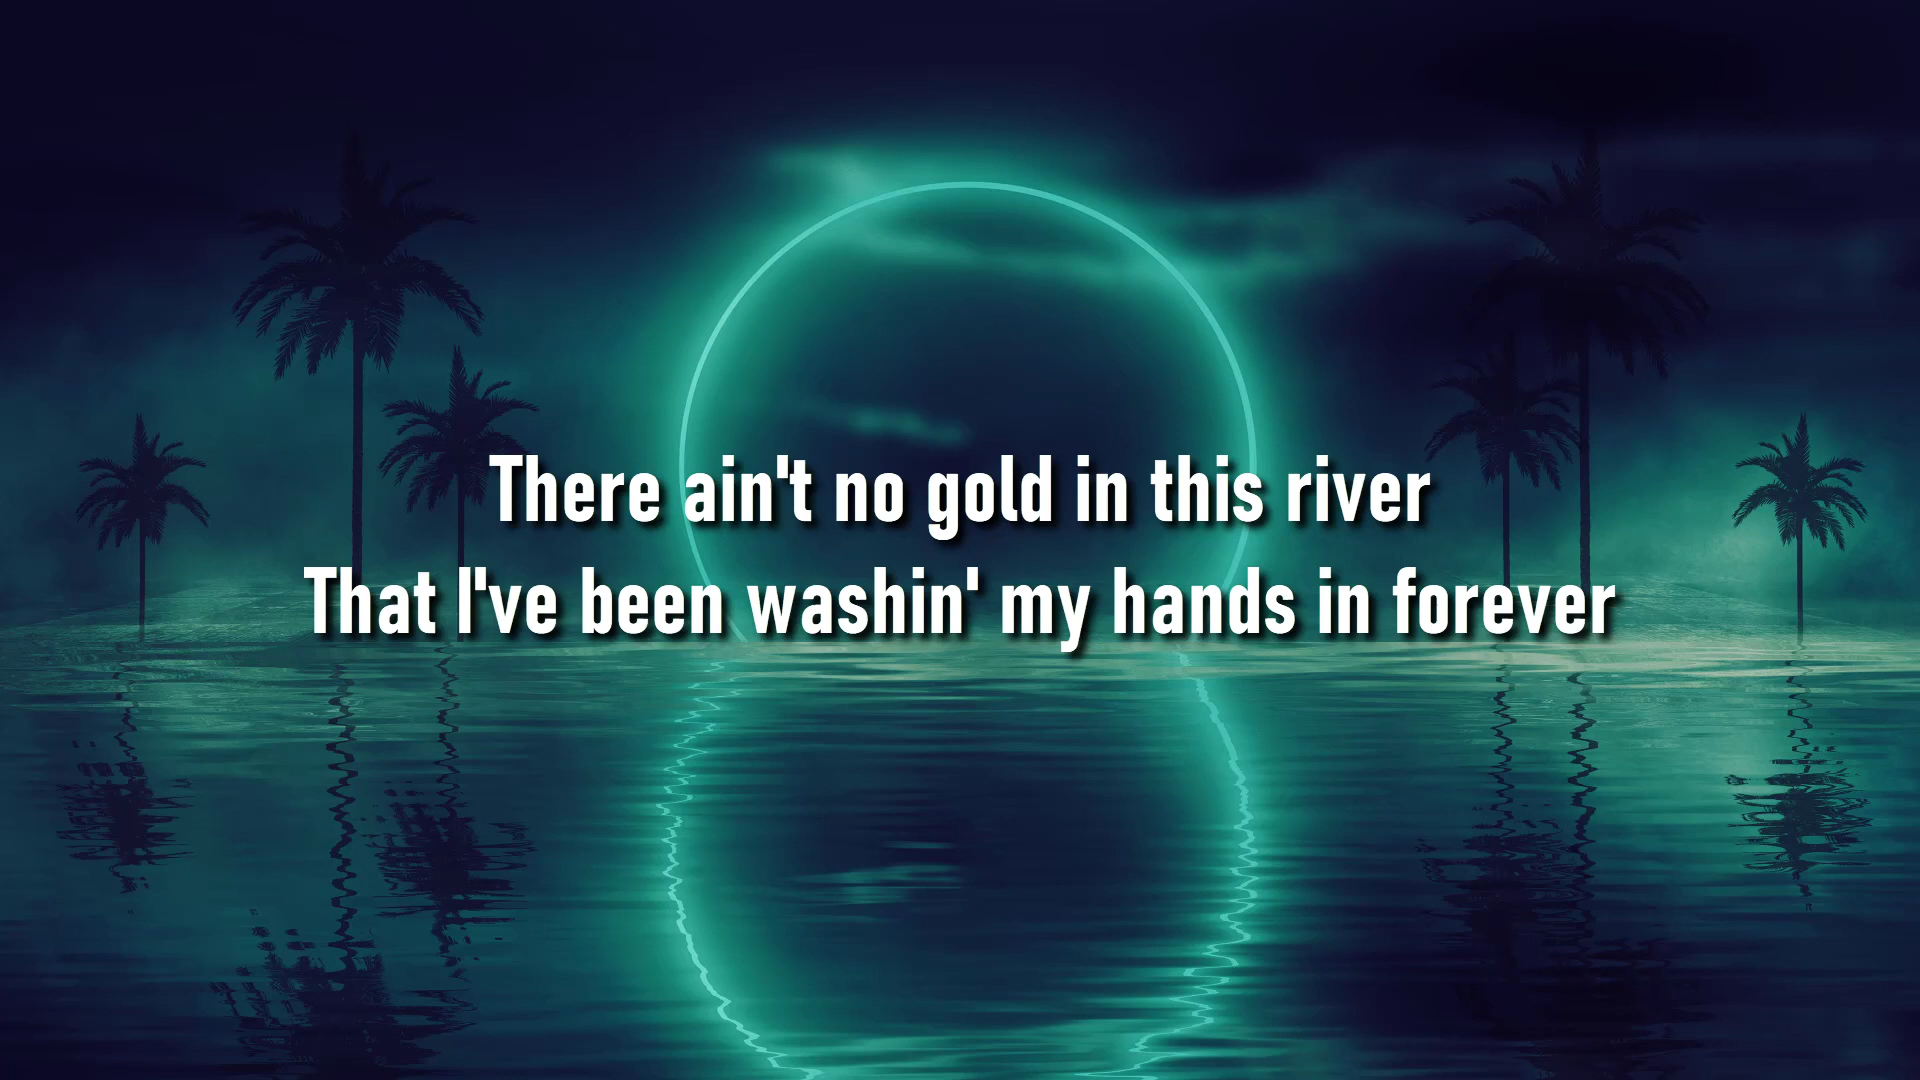 There ain't no gold in this river
That I've been washin' my hands in forever